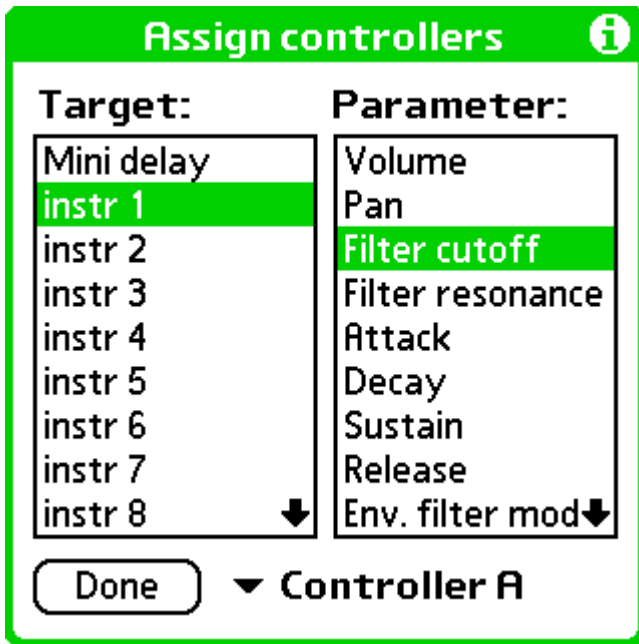 Assign controllers
Target:
Mini delay
instr 1
instr 2
instr 3
instr 4
instr 5
instr 6
instr 7
instr 8
Parameter:
Volume
Pan
Filter cutoff
Filter resonance
Attack
Decay
Sustain
Release
Env. filter mod
Done
Controller A